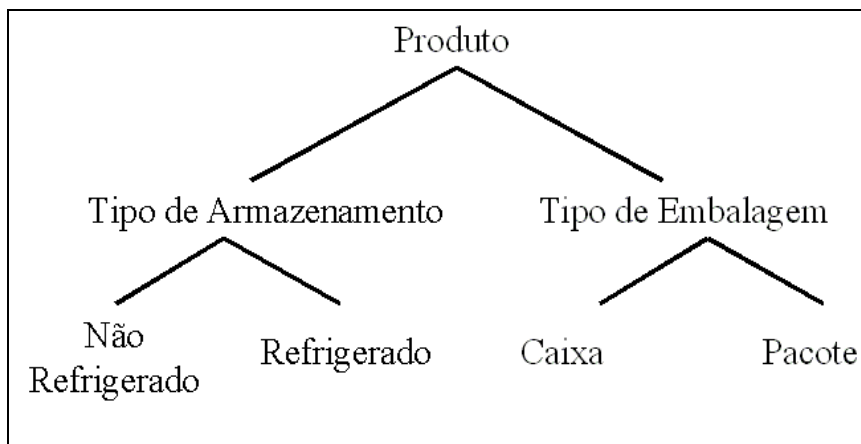 Produto
Tipo de Armazenamento
Tipo de Embalagem
Não
Refrigerado
Refrigerado
Caixa
Pacote